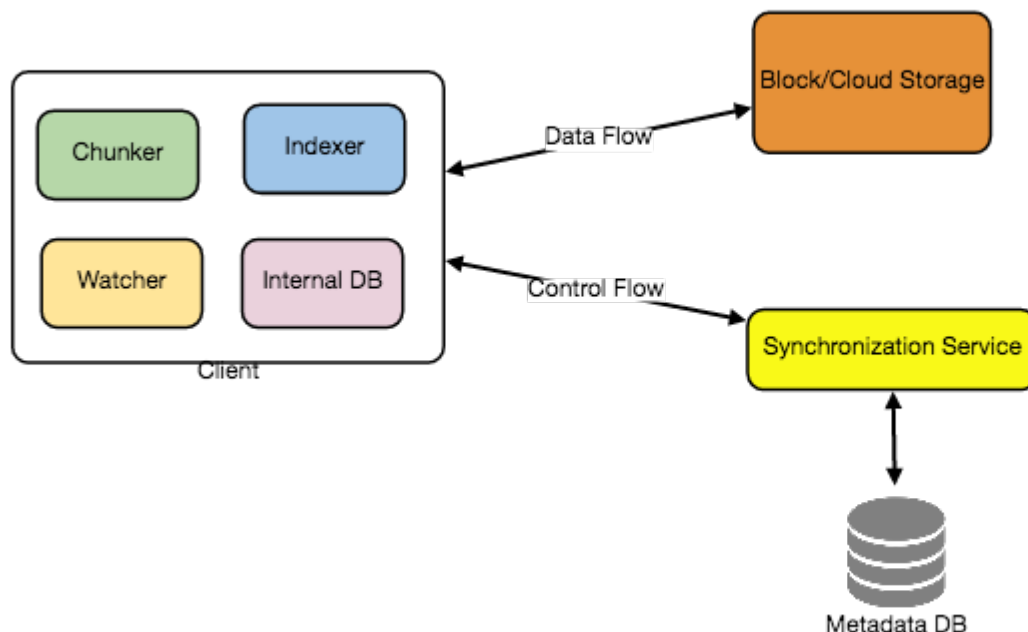 Block/Cloud Storage
Chunker
Indexer
Data Flow
Watcher
Internal DB
Control Flow
Client
Synchronization Service
Metadata DB